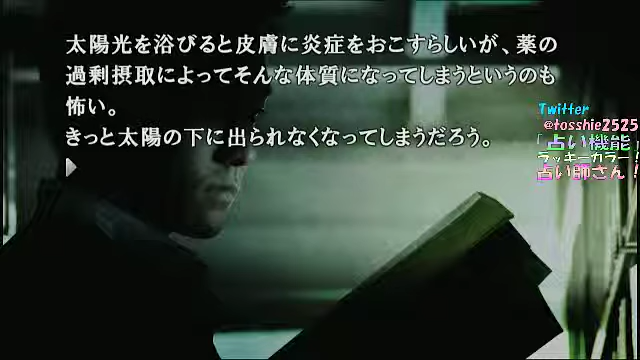 太陽光を浴びると皮膚に炎症をおこすらしいが、薬の
過剰摂取によってそんな体質になってしまうというのも
怖い。
きっと太陽の下に出られなくなってしまうだろう。
Twitter
@tosshie2525
「占い機能」
ラッキーカラー！
占い師さん！